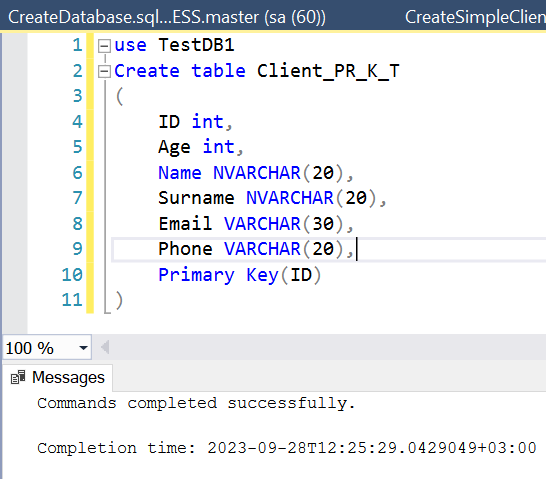 CreateDatabase.sql...ESS.master (sa (60)) CreateSimpleClien
1 use TestDB1
2 Create table Client_PR_K_T
3 (
4 ID int,
5 Age int,
6 Name NVARCHAR(20),
7 Surname NVARCHAR(20),
8 Email VARCHAR(30),
9 Phone VARCHAR(20),
10 Primary Key(ID)
11 )
100 %
Messages
Commands completed successfully.
Completion time: 2023-09-28T12:25:29.0429049+03:00